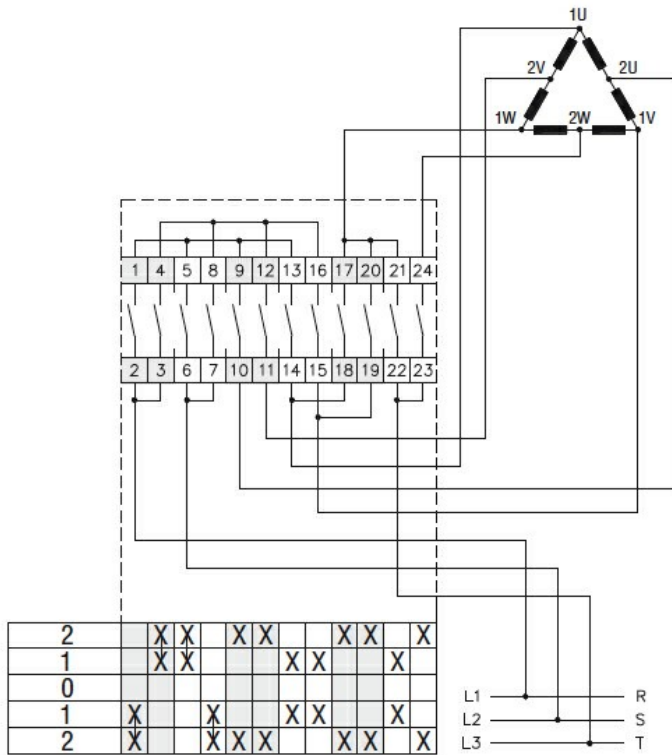 1U
2V 2U
1W 2W 1V
1 4 5 8 9 12 13 16 17 20 21 24
2 3 6 7 10 11 14 15 18 19 22 23
2 X X X X X X X
1 X X X X X
0
1 X X X X X
2 X X X X X X X
L1 R
L2 S
L3 T